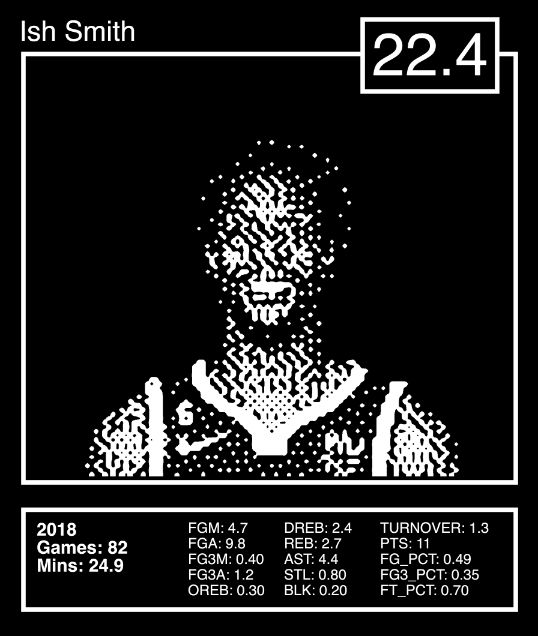 Ish Smith
22.4
2018
Games: 82
Mins: 24.9
FGM: 4.7
FGA: 9.8
FG3M: 0.40
FG3A: 1.2
OREB: 0.30
DREB: 2.4
REB: 2.7
AST: 4.4
STL: 0.80
BLK: 0.20
TURNOVER: 1.3
PTS: 11
FG_PCT: 0.49
FG3_PCT: 0.35
FT_PCT: 0.70